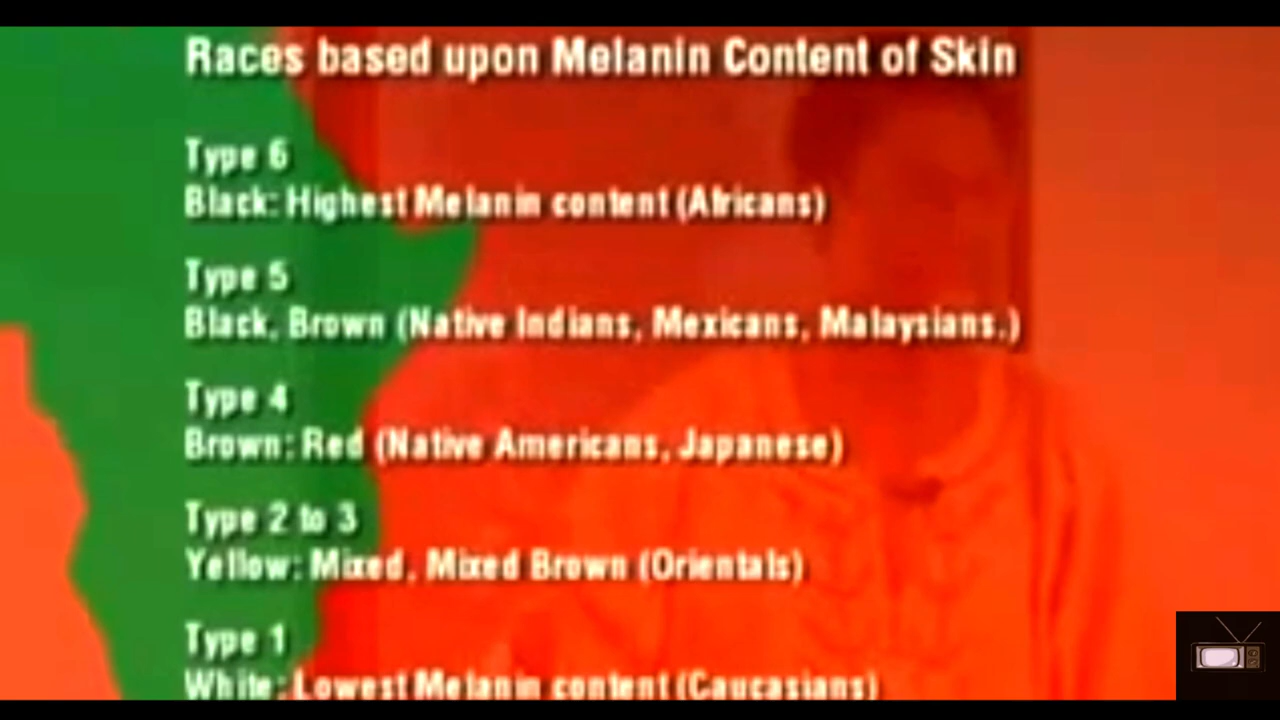 Races based upon Melanin Content of Skin
Type 6
Black: Highest Melanin content (Africans)
Type 5
Black, Brown (Native Indians, Mexicans, Malaysians.)
Type 4
Brown: Red (Native Americans, Japanese)
Type 2 to 3
Yellow: Mixed, Mixed Brown (Orientals)
Type 1
White: Lowest Melanin content (Caucasians)